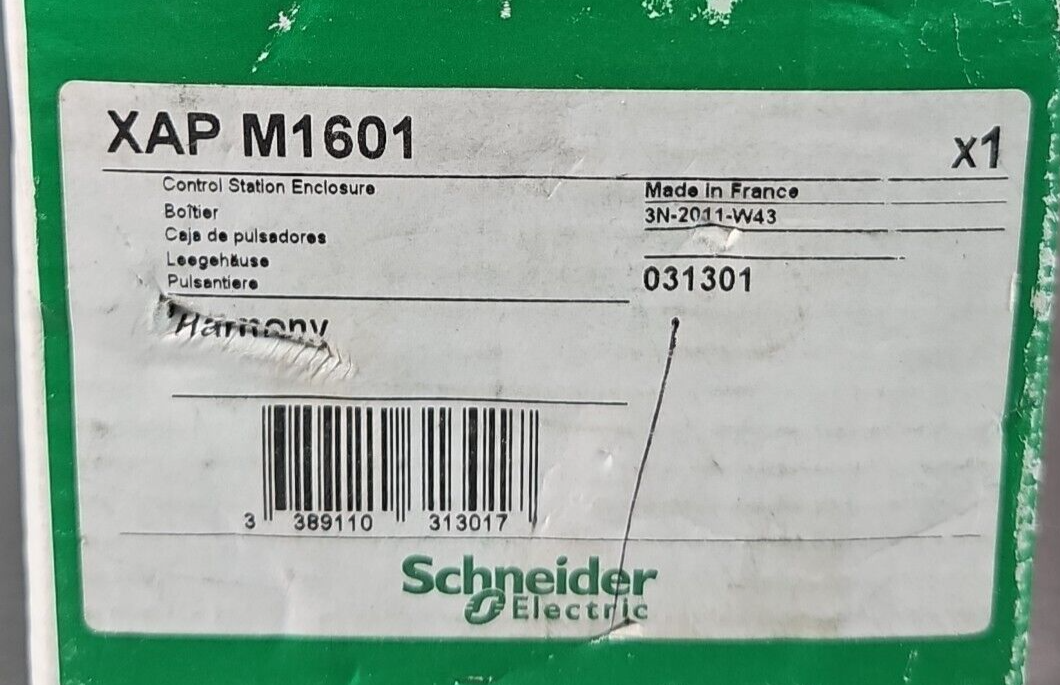 XAP M1601
x1
Control Station Enclosure
Boîtier
Caja de pulsadores
Leegehäuse
Pulsantiere
Made in France
3N-2011-W43
031301
Harmony
3 389110 313017
Schneider
Electric